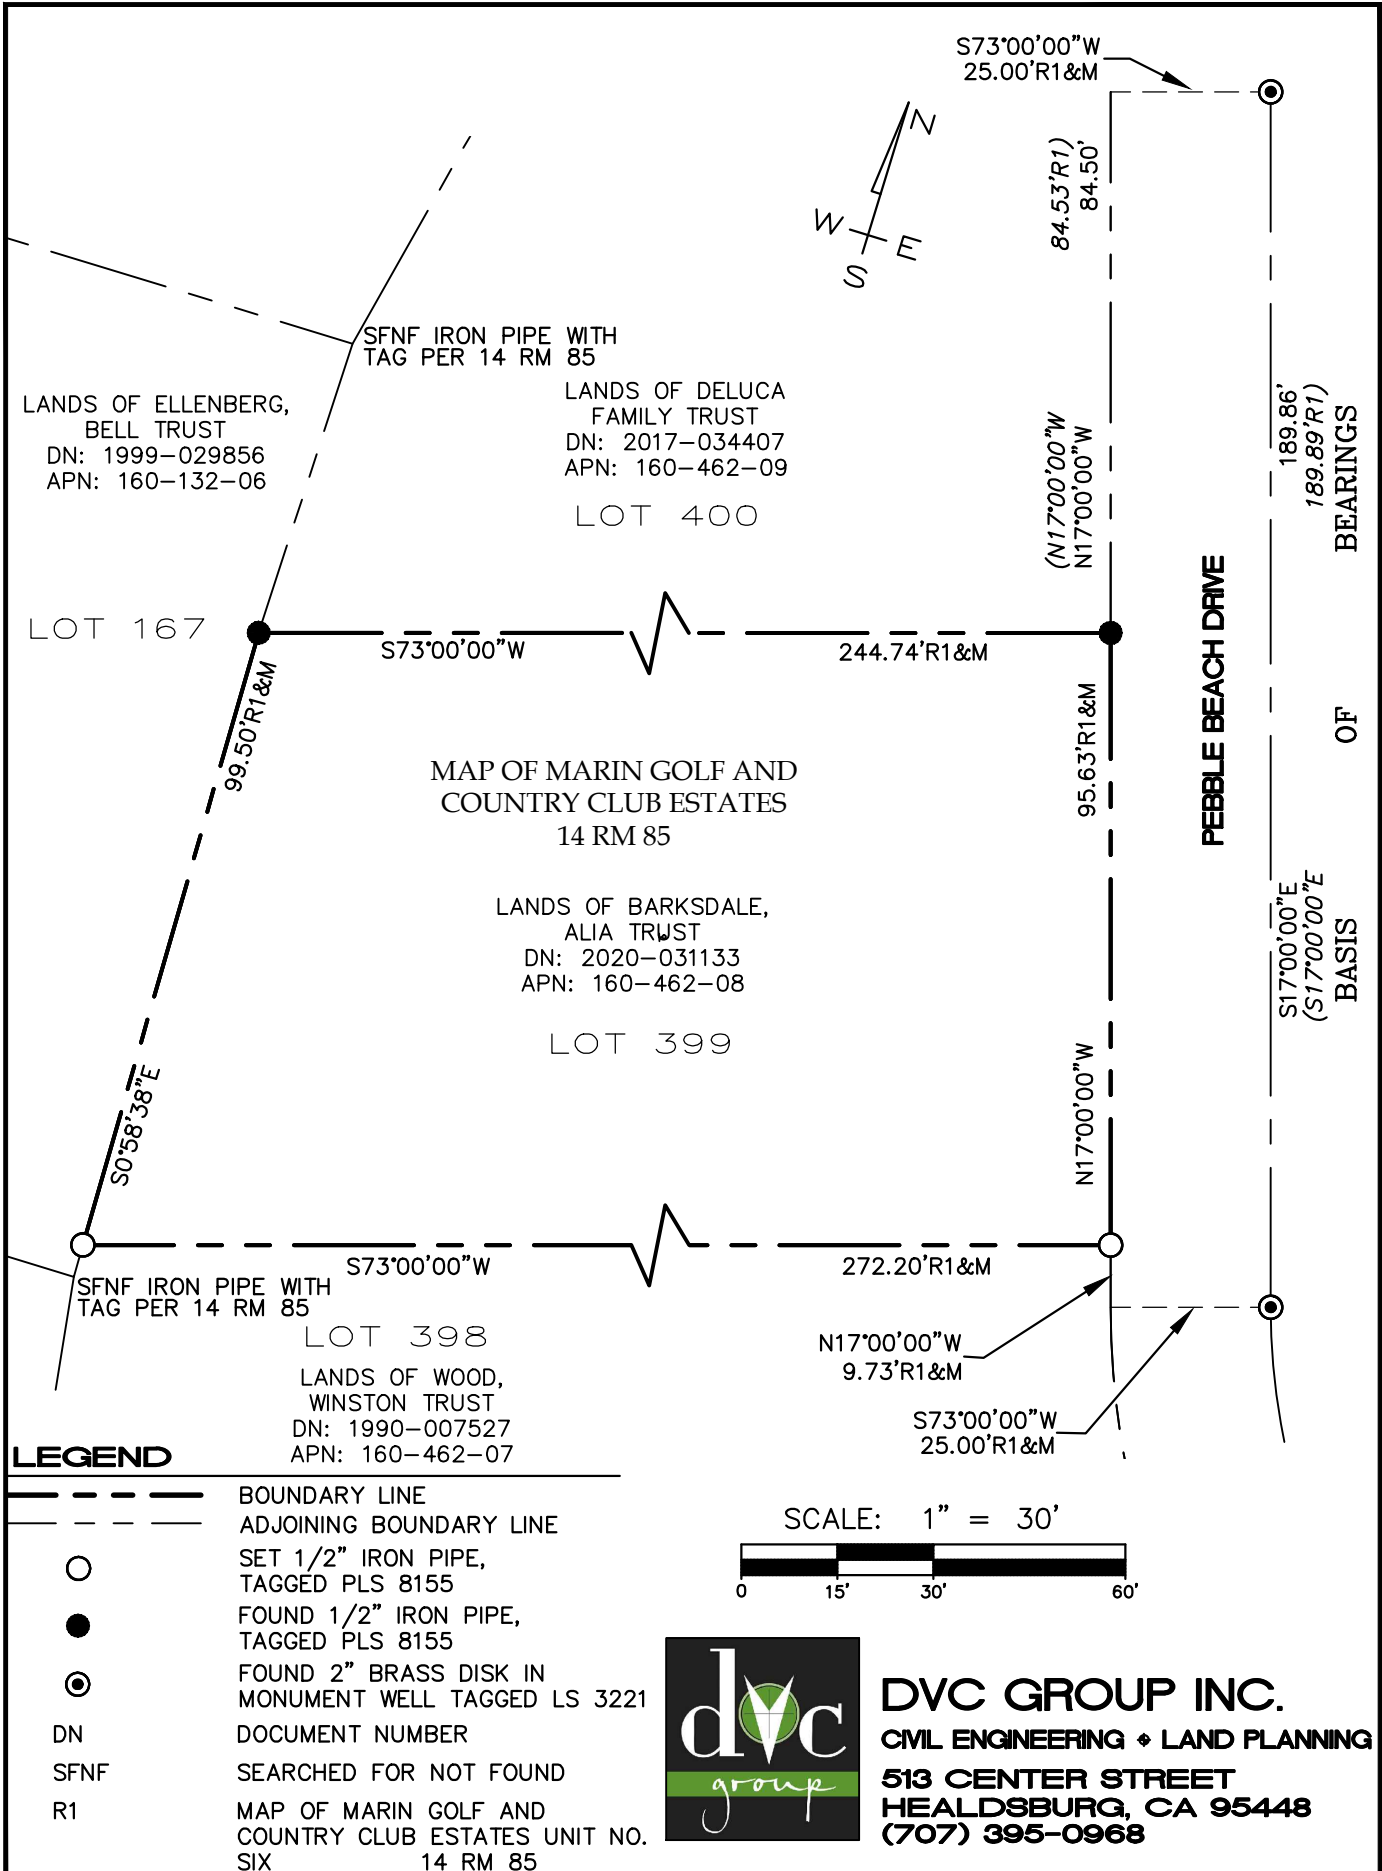 S73°00'00"W
25.00'R1&M
N
W
E
S
84.53'R1)
84.50'
SFNF IRON PIPE WITH
TAG PER 14 RM 85
LANDS OF ELLENBERG,
BELL TRUST
DN: 1999-029856
APN: 160-132-06
LANDS OF DELUCA
FAMILY TRUST
DN: 2017-034407
APN: 160-462-09
LOT 400
(N17°00'00"W
N17°00'00"W
189.86'
189.89'R1)
BEARINGS
LOT 167
S73°00'00"W
244.74'R1&M
PEBBLE BEACH DRIVE
OF
99.50'R1&M
95.63'R1&M
MAP OF MARIN GOLF AND
COUNTRY CLUB ESTATES
14 RM 85
LANDS OF BARKSDALE,
ALIA TRUST
DN: 2020-031133
APN: 160-462-08
LOT 399
S17°00'00"E
(S17°00'00"E
BASIS
S0°58'38"E
N17°00'00"W
S73°00'00"W
272.20'R1&M
SFNF IRON PIPE WITH
TAG PER 14 RM 85
LOT 398
LANDS OF WOOD,
WINSTON TRUST
DN: 1990-007527
APN: 160-462-07
N17°00'00"W
9.73'R1&M
S73°00'00"W
25.00'R1&M
LEGEND
BOUNDARY LINE
ADJOINING BOUNDARY LINE
SET 1/2" IRON PIPE,
TAGGED PLS 8155
FOUND 1/2" IRON PIPE,
TAGGED PLS 8155
FOUND 2" BRASS DISK IN
MONUMENT WELL TAGGED LS 3221
DN DOCUMENT NUMBER
SFNF SEARCHED FOR NOT FOUND
R1 MAP OF MARIN GOLF AND
COUNTRY CLUB ESTATES UNIT NO.
SIX 14 RM 85
SCALE: 1" = 30'
0 15' 30' 60'
dvc
group
DVC GROUP INC.
CIVIL ENGINEERING LAND PLANNING
513 CENTER STREET
HEALDSBURG, CA 95448
(707) 395-0968